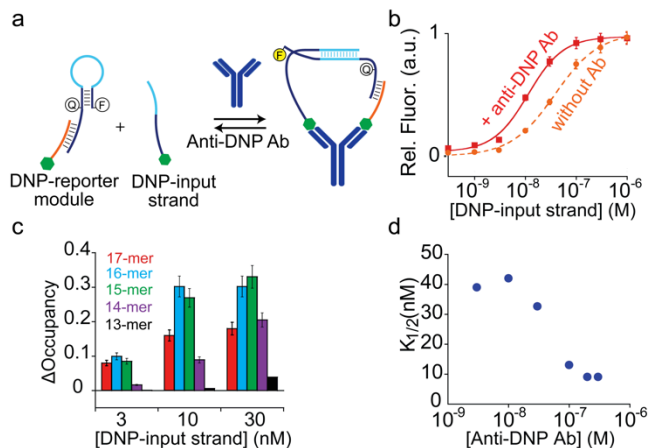 a
Q
F
+
DNP-reporter
module
DNP-input
strand
Anti-DNP Ab
F
Q
b
Rel. Fluor. (a.u.)
1
0
+ anti-DNP Ab
without Ab
10⁻⁹ 10⁻⁸ 10⁻⁷ 10⁻⁶
[DNP-input strand] (M)
c
ΔOccupancy
0.4
0.3
0.2
0.1
0
17-mer
16-mer
15-mer
14-mer
13-mer
3 10 30
[DNP-input strand] (nM)
d
K1/2(nM)
50
40
30
20
10
0
10⁻⁹ 10⁻⁸ 10⁻⁷ 10⁻⁶
[Anti-DNP Ab] (M)